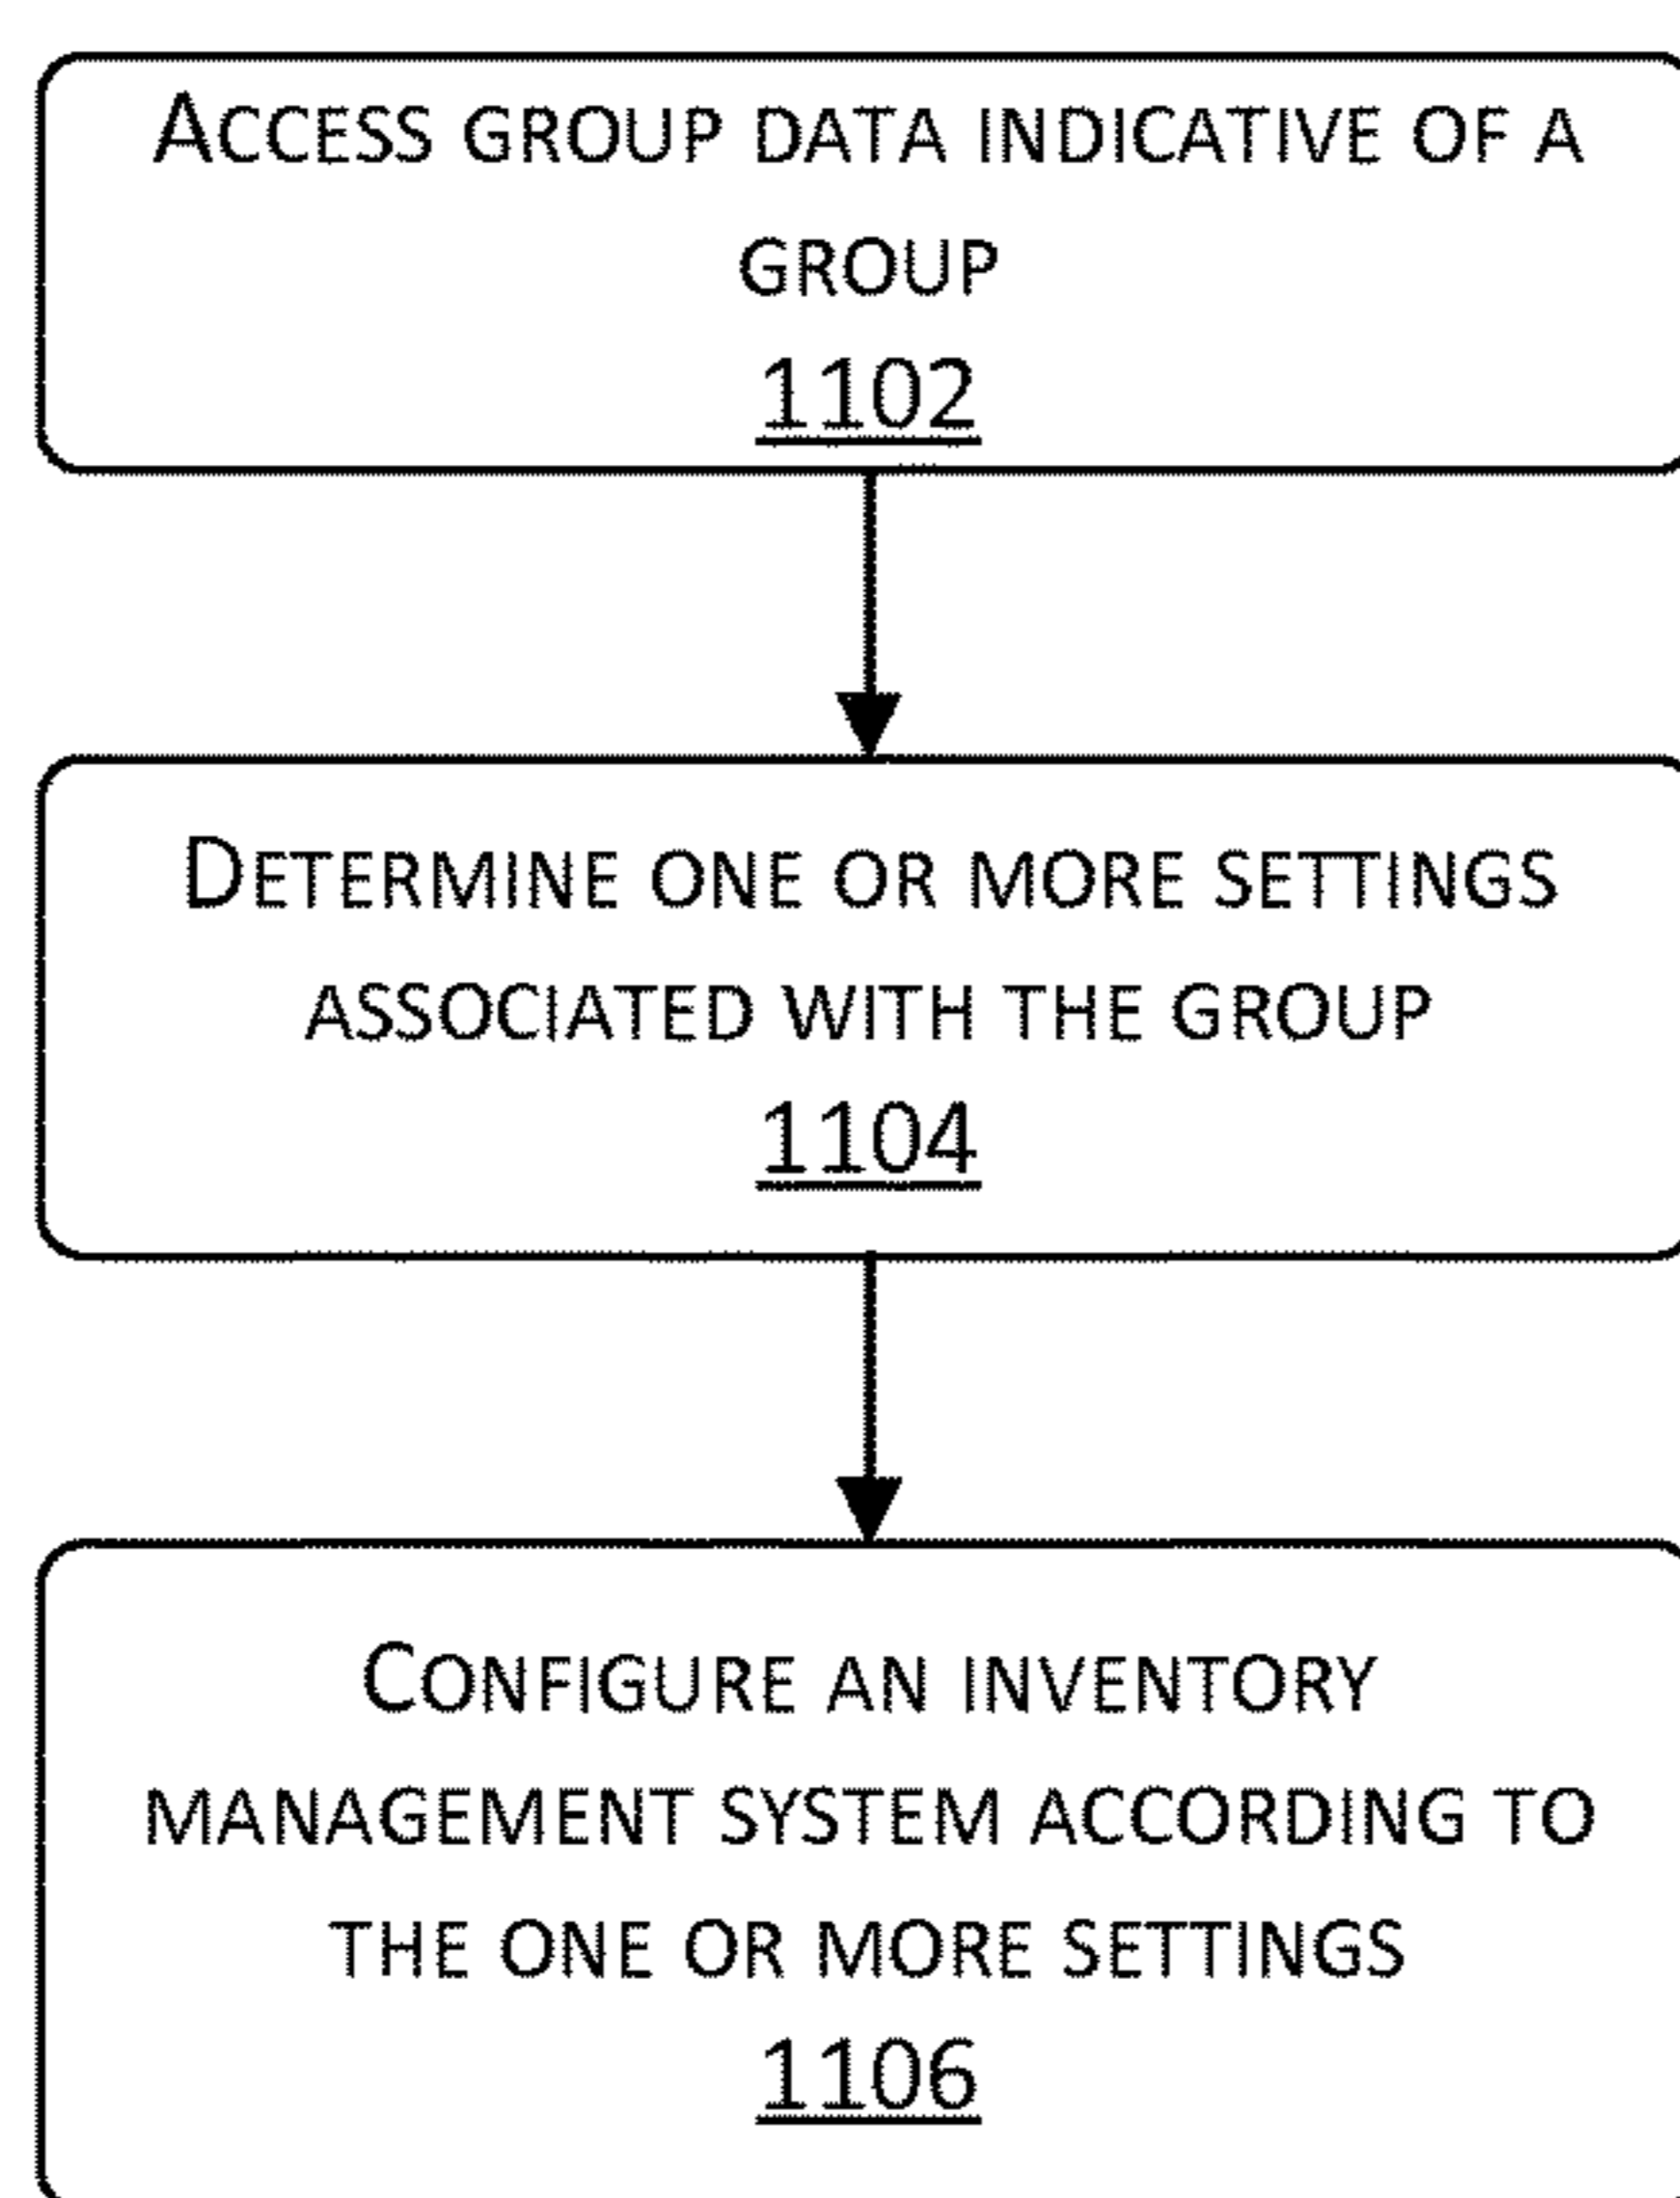 ACCESS GROUP DATA INDICATIVE OF A
GROUP
1102
DETERMINE ONE OR MORE SETTINGS
ASSOCIATED WITH THE GROUP
1104
CONFIGURE AN INVENTORY
MANAGEMENT SYSTEM ACCORDING TO
THE ONE OR MORE SETTINGS
1106